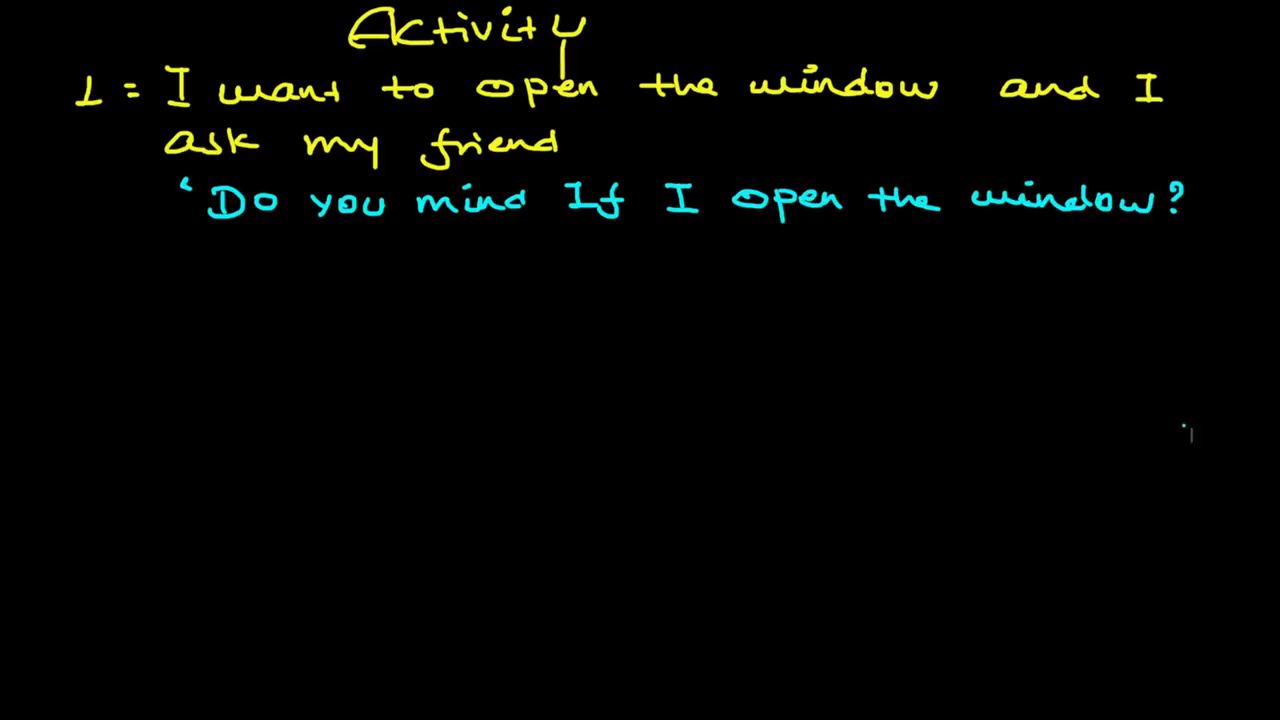 Activity
1 = I want to open the window and I
ask my friend
‘Do you mind If I open the window?